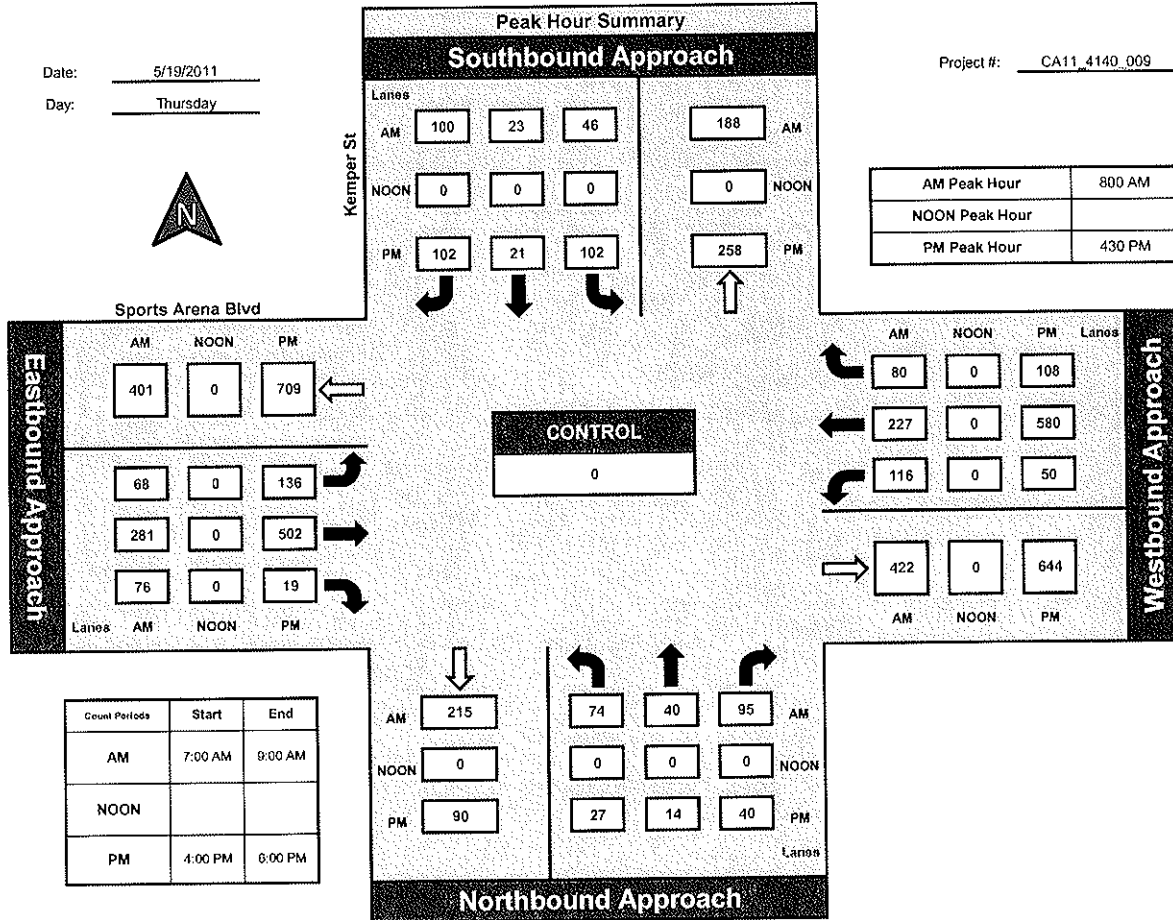 Peak Hour Summary
Southbound Approach
Date: 5/19/2011
Day: Thursday
Project #: CA11_4140_009
N
Kemper St
Lanes
AM 100 23 46 188 AM
NOON 0 0 0 0 NOON
PM 102 21 102 258 PM
AM Peak Hour 800 AM
NOON Peak Hour
PM Peak Hour 430 PM
Sports Arena Blvd
Eastbound Approach
AM NOON PM
401 0 709
68 0 136
281 0 502
76 0 19
Lanes AM NOON PM
CONTROL
0
AM NOON PM Lanes
80 0 108
227 0 580
116 0 50
422 0 644
AM NOON PM
Westbound Approach
Count Periods Start End
AM 7:00 AM 9:00 AM
NOON
PM 4:00 PM 6:00 PM
AM 215 74 40 95 AM
NOON 0 0 0 0 NOON
PM 90 27 14 40 PM
Lanes
Northbound Approach